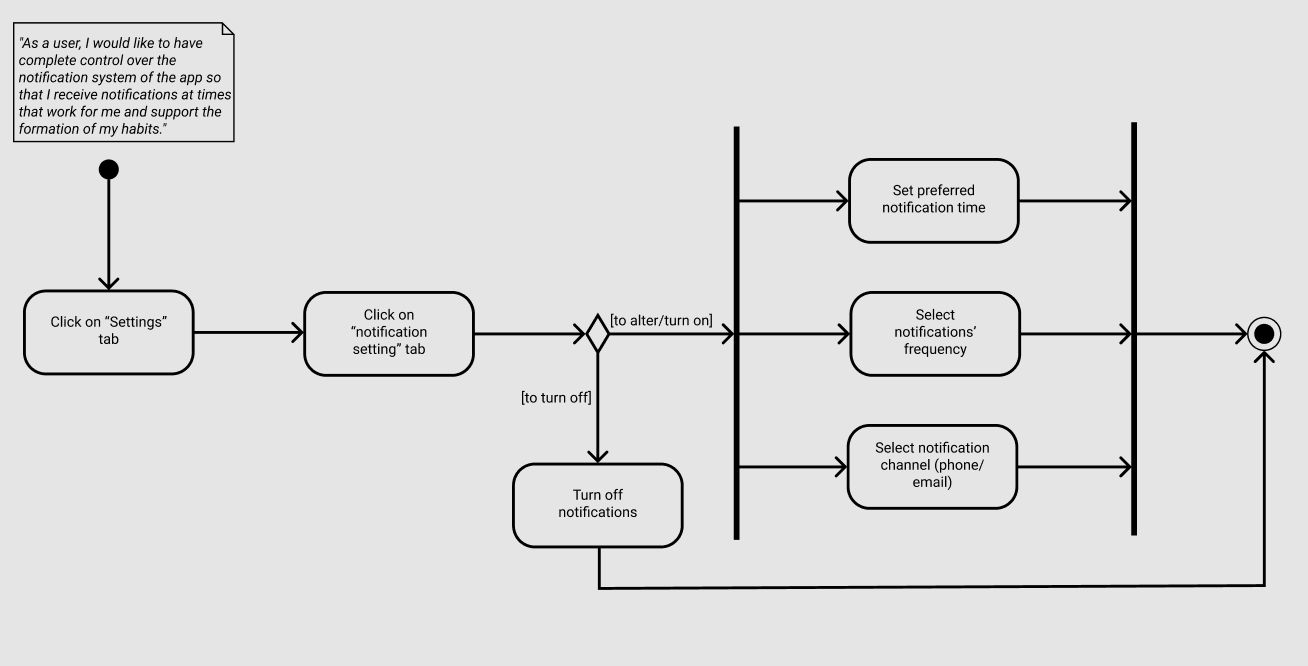 "As a user, I would like to have
complete control over the
notification system of the app so
that I receive notifications at times
that work for me and support the
formation of my habits."
Click on “Settings”
tab
Click on
“notification
setting” tab
[to alter/turn on]
[to turn off]
Turn off
notifications
Set preferred
notification time
Select
notifications’
frequency
Select notification
channel (phone/
email)